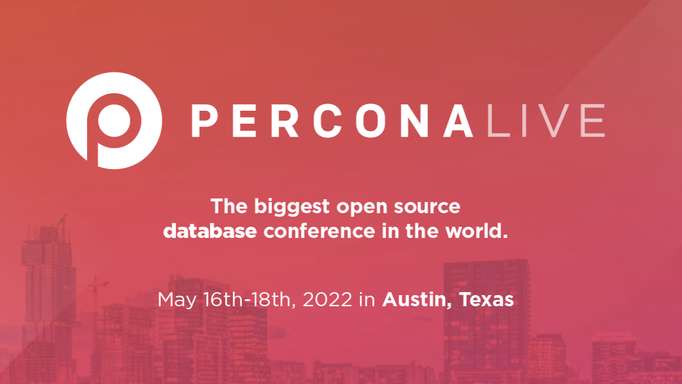 PERCONALIVE
The biggest open source
database conference in the world.
May 16th-18th, 2022 in Austin, Texas